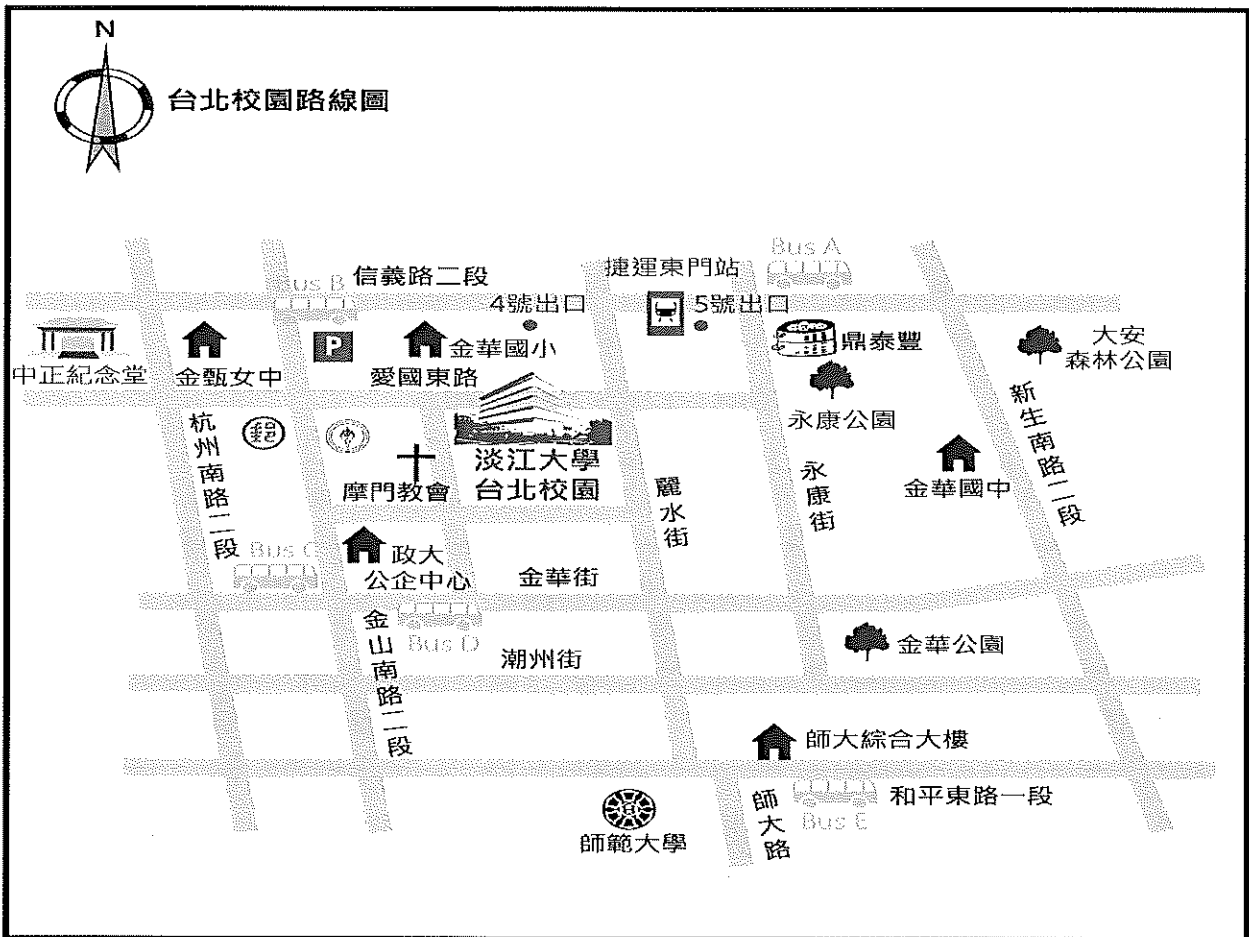 N
台北校園路線圖
Bus A
Bus B
信義路二段
捷運東門站
4號出口
5號出口
P
金華國小
鼎泰豐
大安
森林公園
中正紀念堂
金甄女中
愛國東路
永康公園
杭州南路二段
淡江大學
台北校園
摩門教會
麗水街
永康街
金華國中
新生南路二段
Bus C
政大
公企中心
金華街
金山南路二段
Bus D
潮州街
金華公園
師大綜合大樓
師大路
和平東路一段
Bus E
師範大學